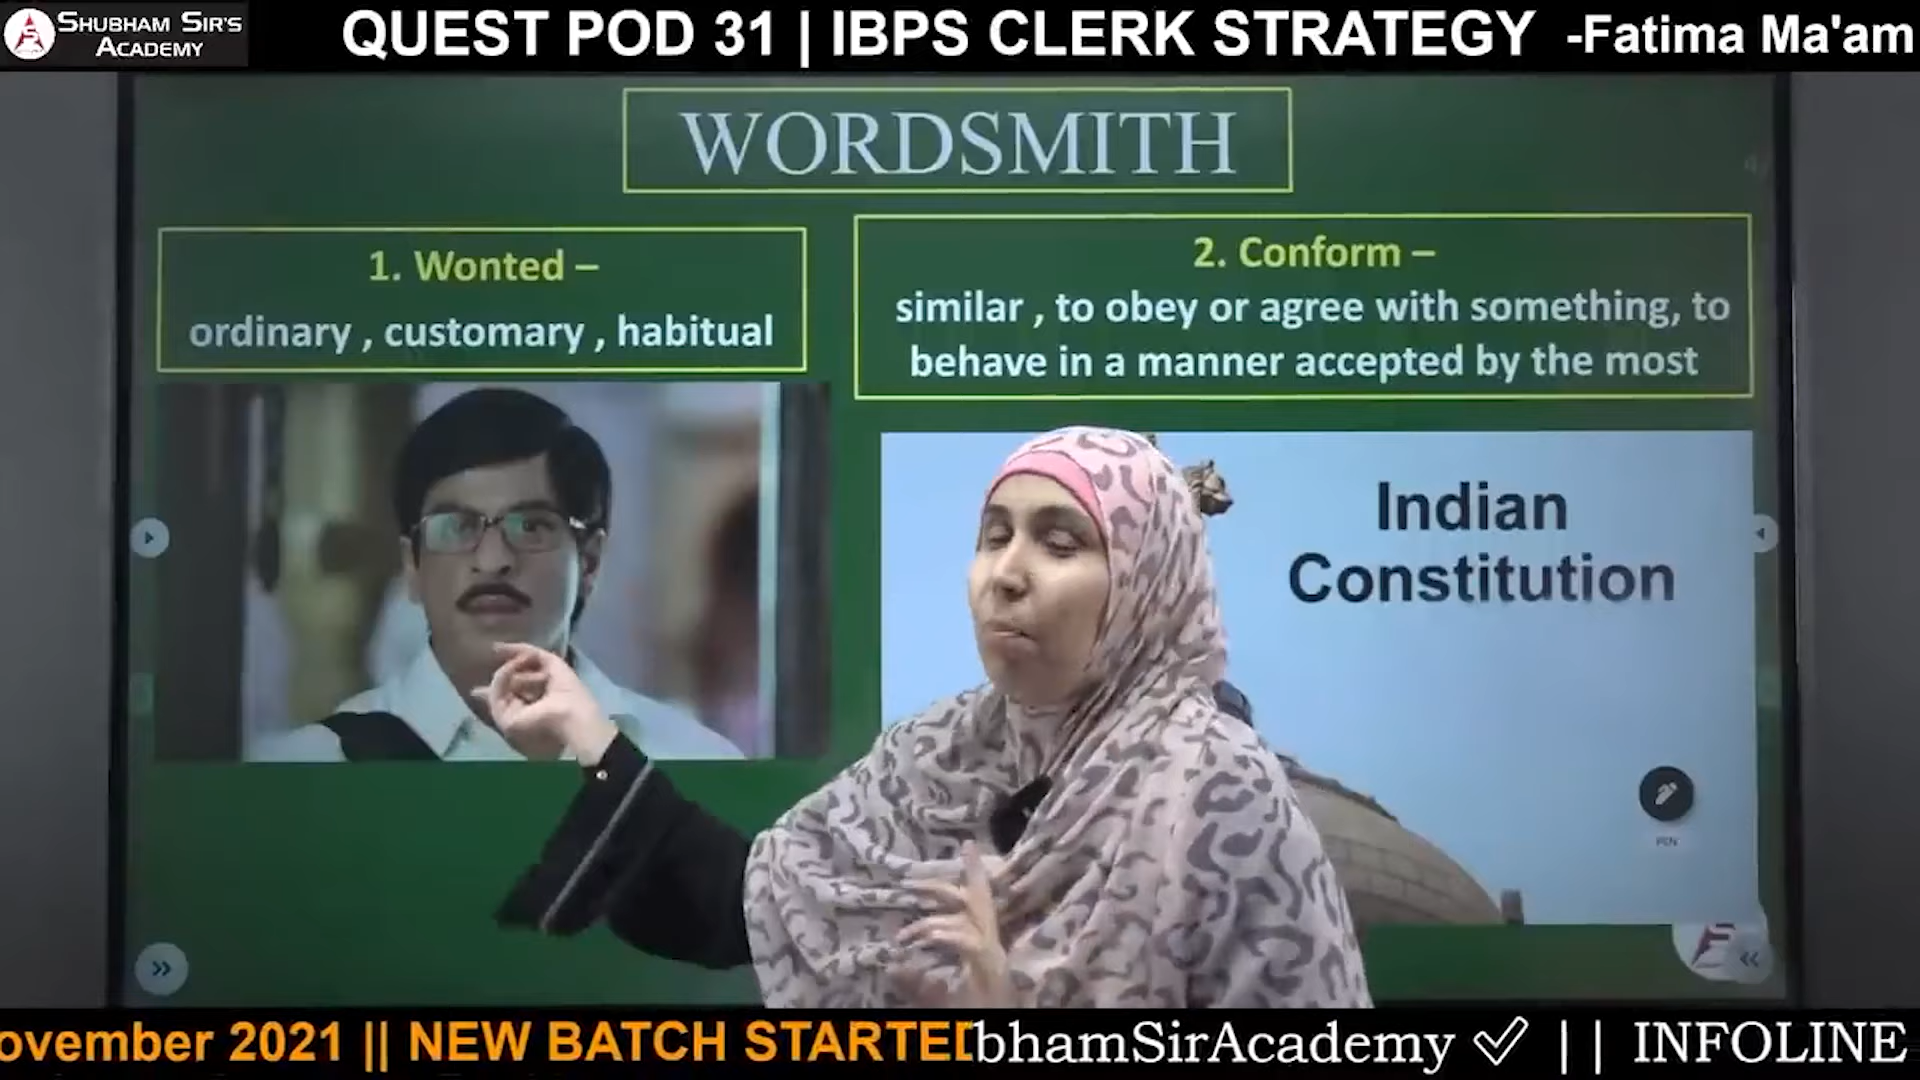 SHUBHAM SIR'S
ACADEMY
QUEST POD 31 | IBPS CLERK STRATEGY -Fatima Ma'am
WORDSMITH
1. Wonted –
ordinary , customary , habitual
2. Conform –
similar , to obey or agree with something, to
behave in a manner accepted by the most
Indian
Constitution
PEN
ovember 2021 || NEW BATCH STARTED bhamSirAcademy ✓ || INFOLINE